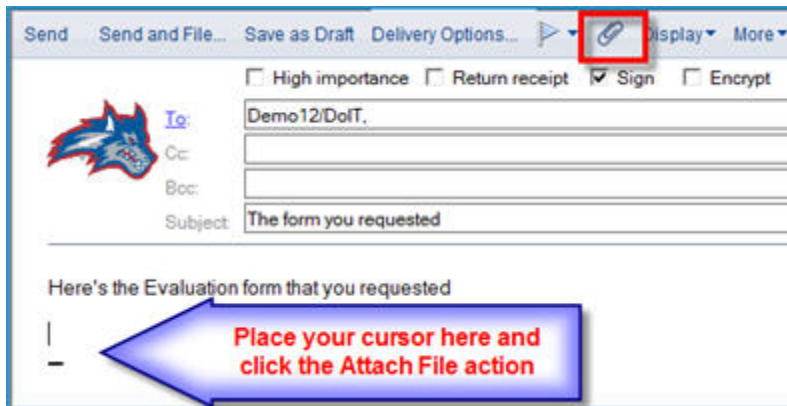 Send Send and File... Save as Draft Delivery Options... Display More
High importance Return receipt Sign Encrypt
To: Demo12/DoIT,
Cc:
Bcc:
Subject: The form you requested
Here's the Evaluation form that you requested
Place your cursor here and
click the Attach File action